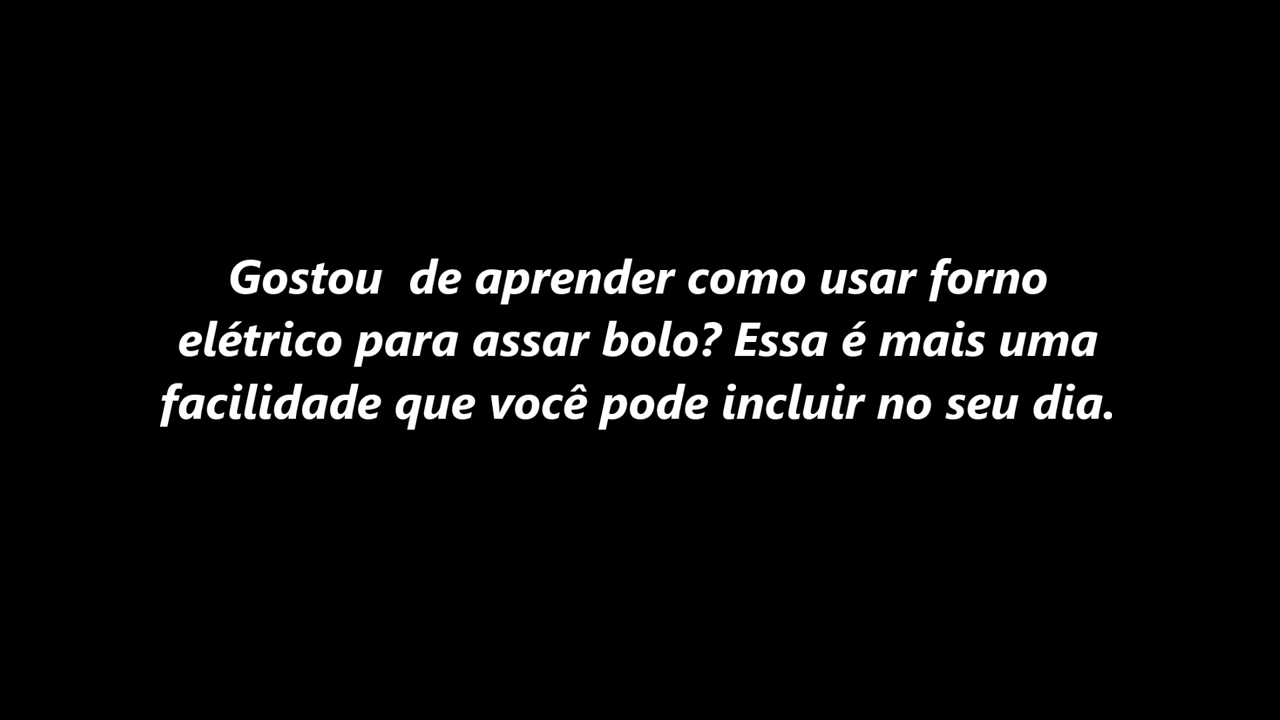 Gostou  de aprender como usar forno
elétrico para assar bolo? Essa é mais uma
facilidade que você pode incluir no seu dia.